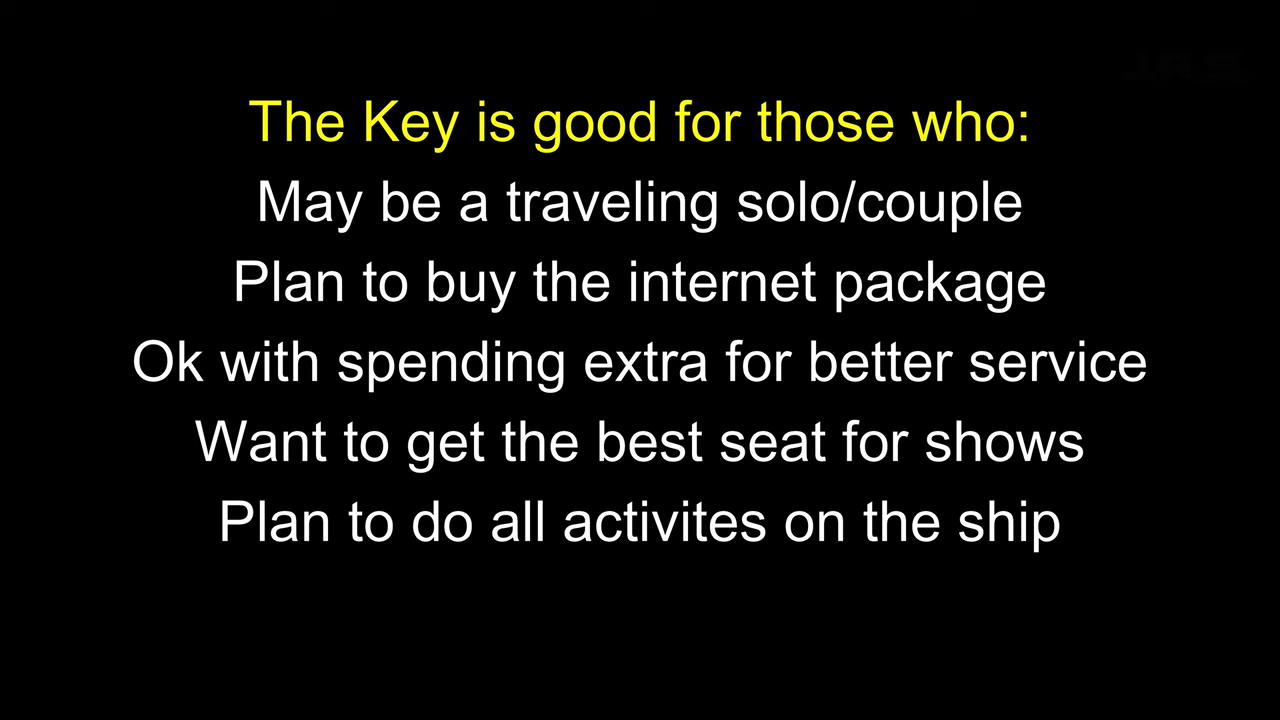 The Key is good for those who:
May be a traveling solo/couple
Plan to buy the internet package
Ok with spending extra for better service
Want to get the best seat for shows
Plan to do all activites on the ship